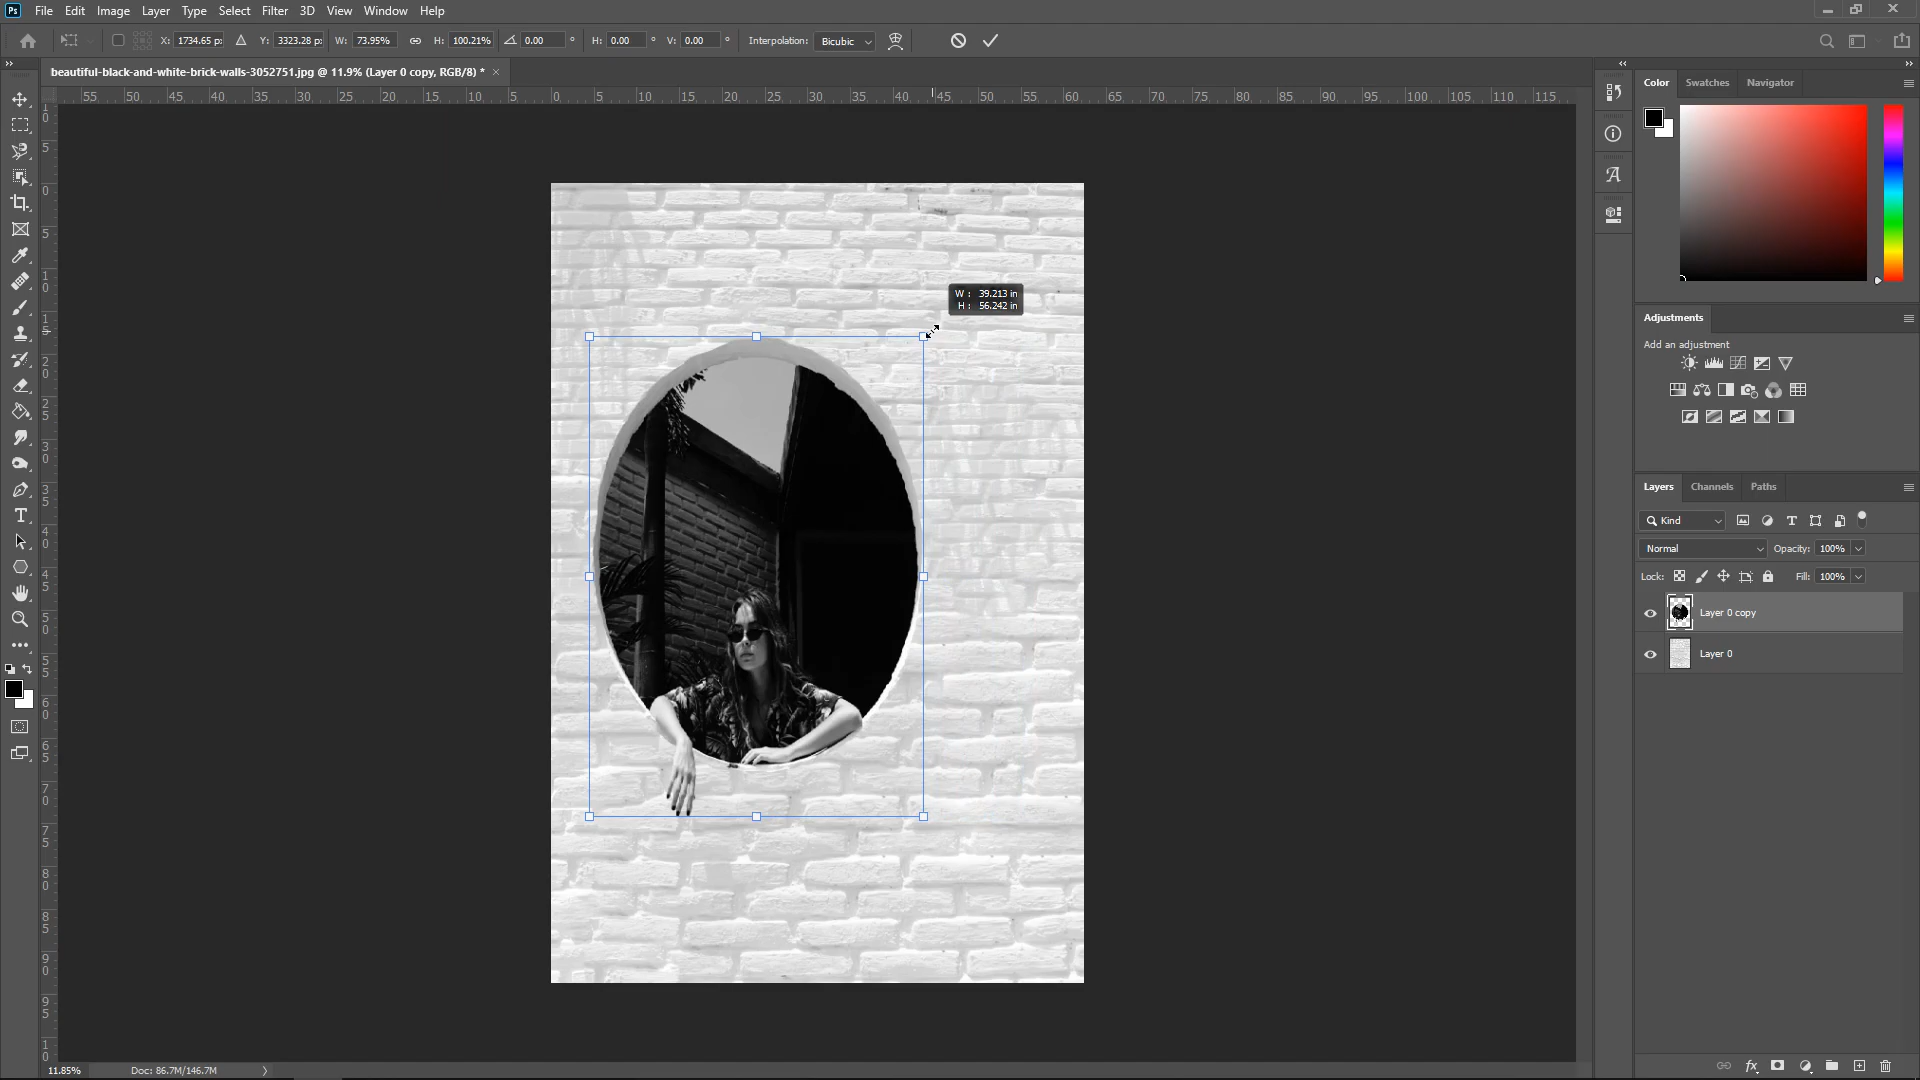 Ps File Edit Image Layer Type Select Filter 3D View Window Help
X: 1734.65 px Y: 3323.28 px W: 73.95% H: 100.21% 0.00 ° H: 0.00 ° V: 0.00 ° Interpolation: Bicubic
beautiful-black-and-white-brick-walls-3052751.jpg @ 11.9% (Layer 0 copy, RGB/8) * ×
55 50 45 40 35 30 25 20 15 10 5 0 5 10 15 20 25 30 35 40 45 50 55 60 65 70 75 80 85 90 95 100 105 110 115
W : 39.213 in
H : 56.242 in
11.85% Doc: 86.7M/146.7M
Color Swatches Navigator
Adjustments
Add an adjustment
Layers Channels Paths
Kind
Normal Opacity: 100%
Lock: Fill: 100%
Layer 0 copy
Layer 0
fx